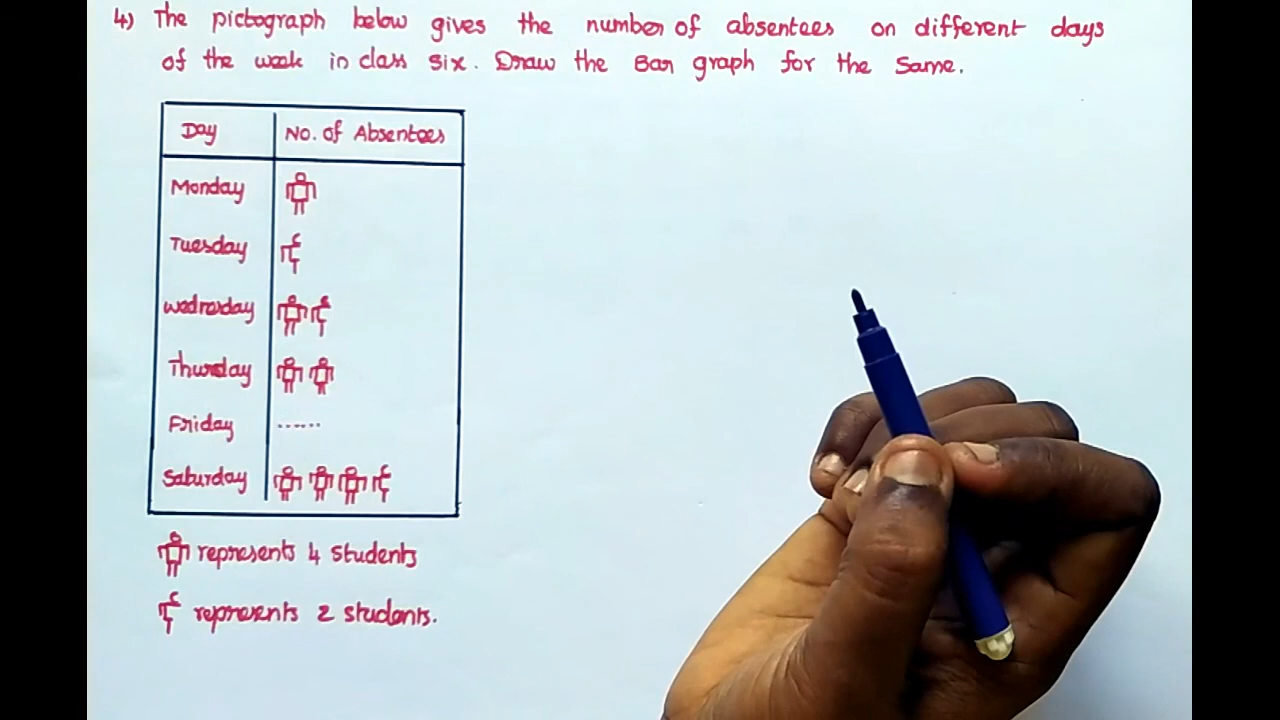 4) The pictograph below gives the number of absentees on different days
of the week in class six. Draw the Bar graph for the Same.
Day No. of Absentees
Monday
Tuesday
Wednesday
Thursday
Friday ......
Saturday
represents 4 students
represents 2 students.